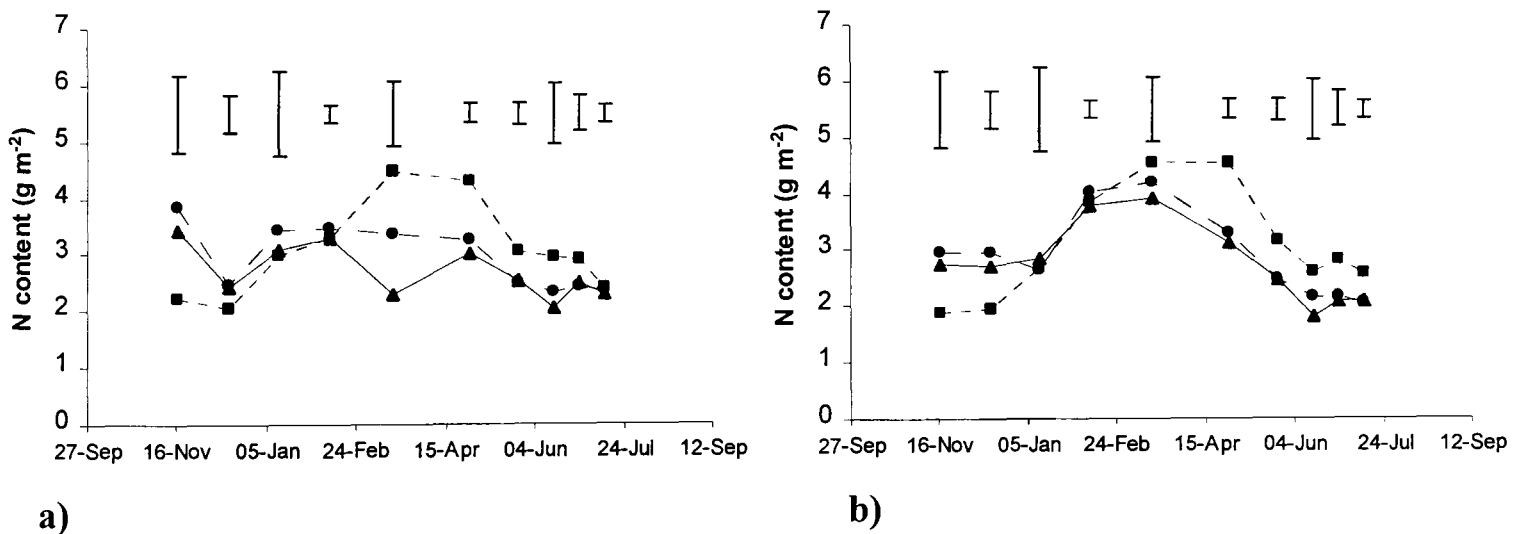 7
6
5
4
3
2
1
0
N content (g m-2)
27-Sep 16-Nov 05-Jan 24-Feb 15-Apr 04-Jun 24-Jul 12-Sep
a)
7
6
5
4
3
2
1
0
N content (g m-2)
27-Sep 16-Nov 05-Jan 24-Feb 15-Apr 04-Jun 24-Jul 12-Sep
b)